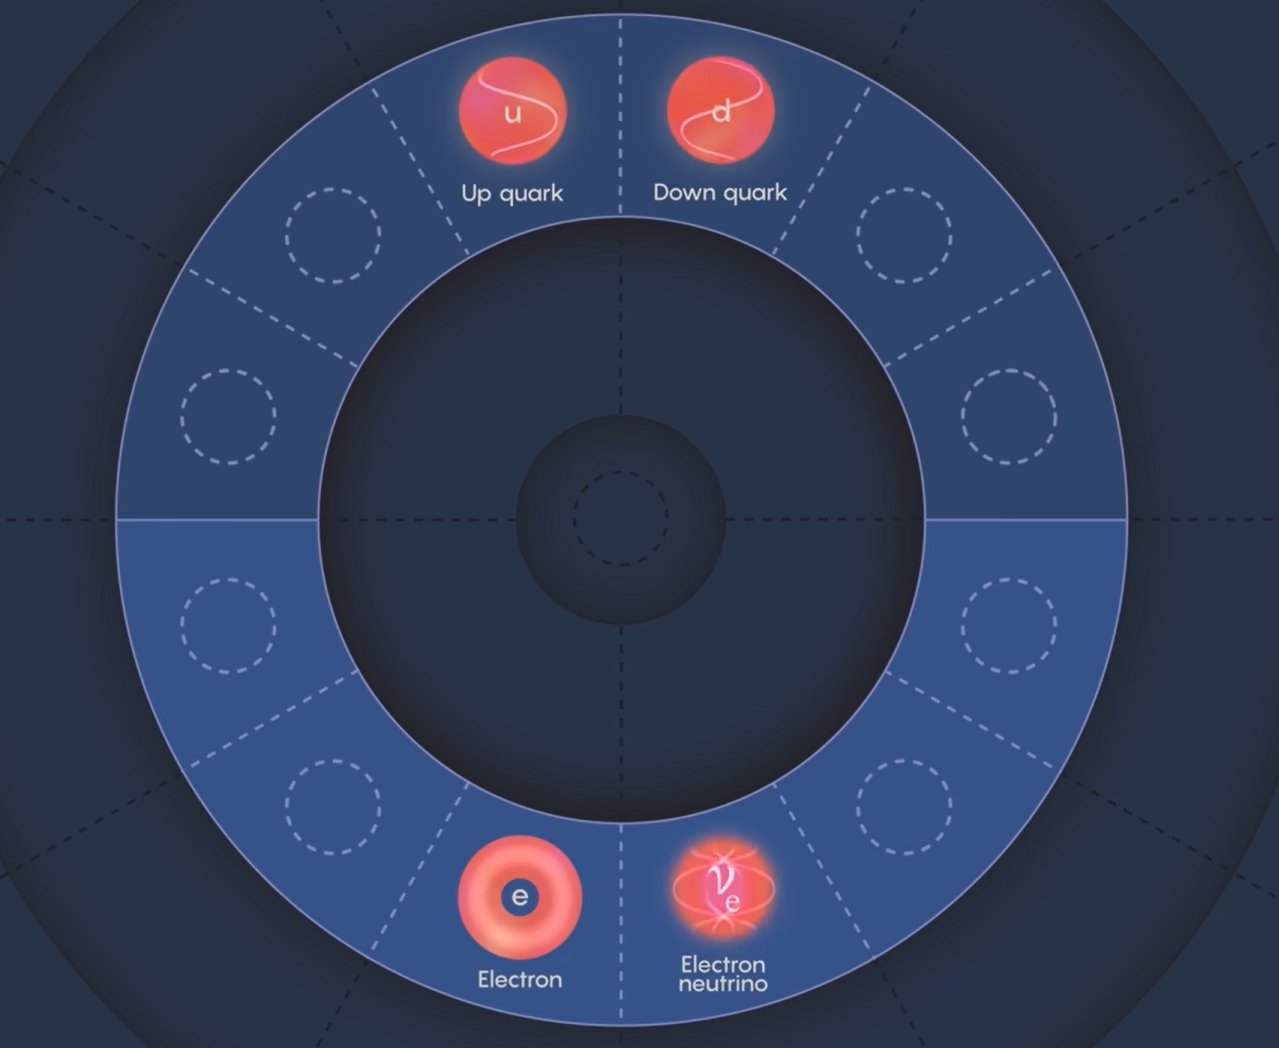 u
d
Up quark
Down quark
e
νe
Electron
Electron
neutrino